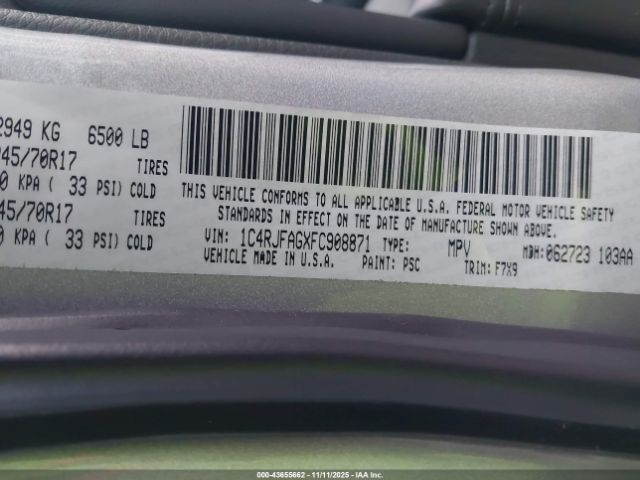 2949 KG 6500 LB
45/70R17 TIRES
0 KPA ( 33 PSI) COLD
45/70R17 TIRES
0 KPA ( 33 PSI) COLD
THIS VEHICLE CONFORMS TO ALL APPLICABLE U.S.A. FEDERAL MOTOR VEHICLE SAFETY
STANDARDS IN EFFECT ON THE DATE OF MANUFACTURE SHOWN ABOVE.
VIN: 1C4RJFAGXFC908871 TYPE: MPV MDH:062723 103AA
VEHICLE MADE IN U.S.A. PAINT: PSC TRIM: F7X9
000-43655662 - 11/11/2025 - IAA Inc.